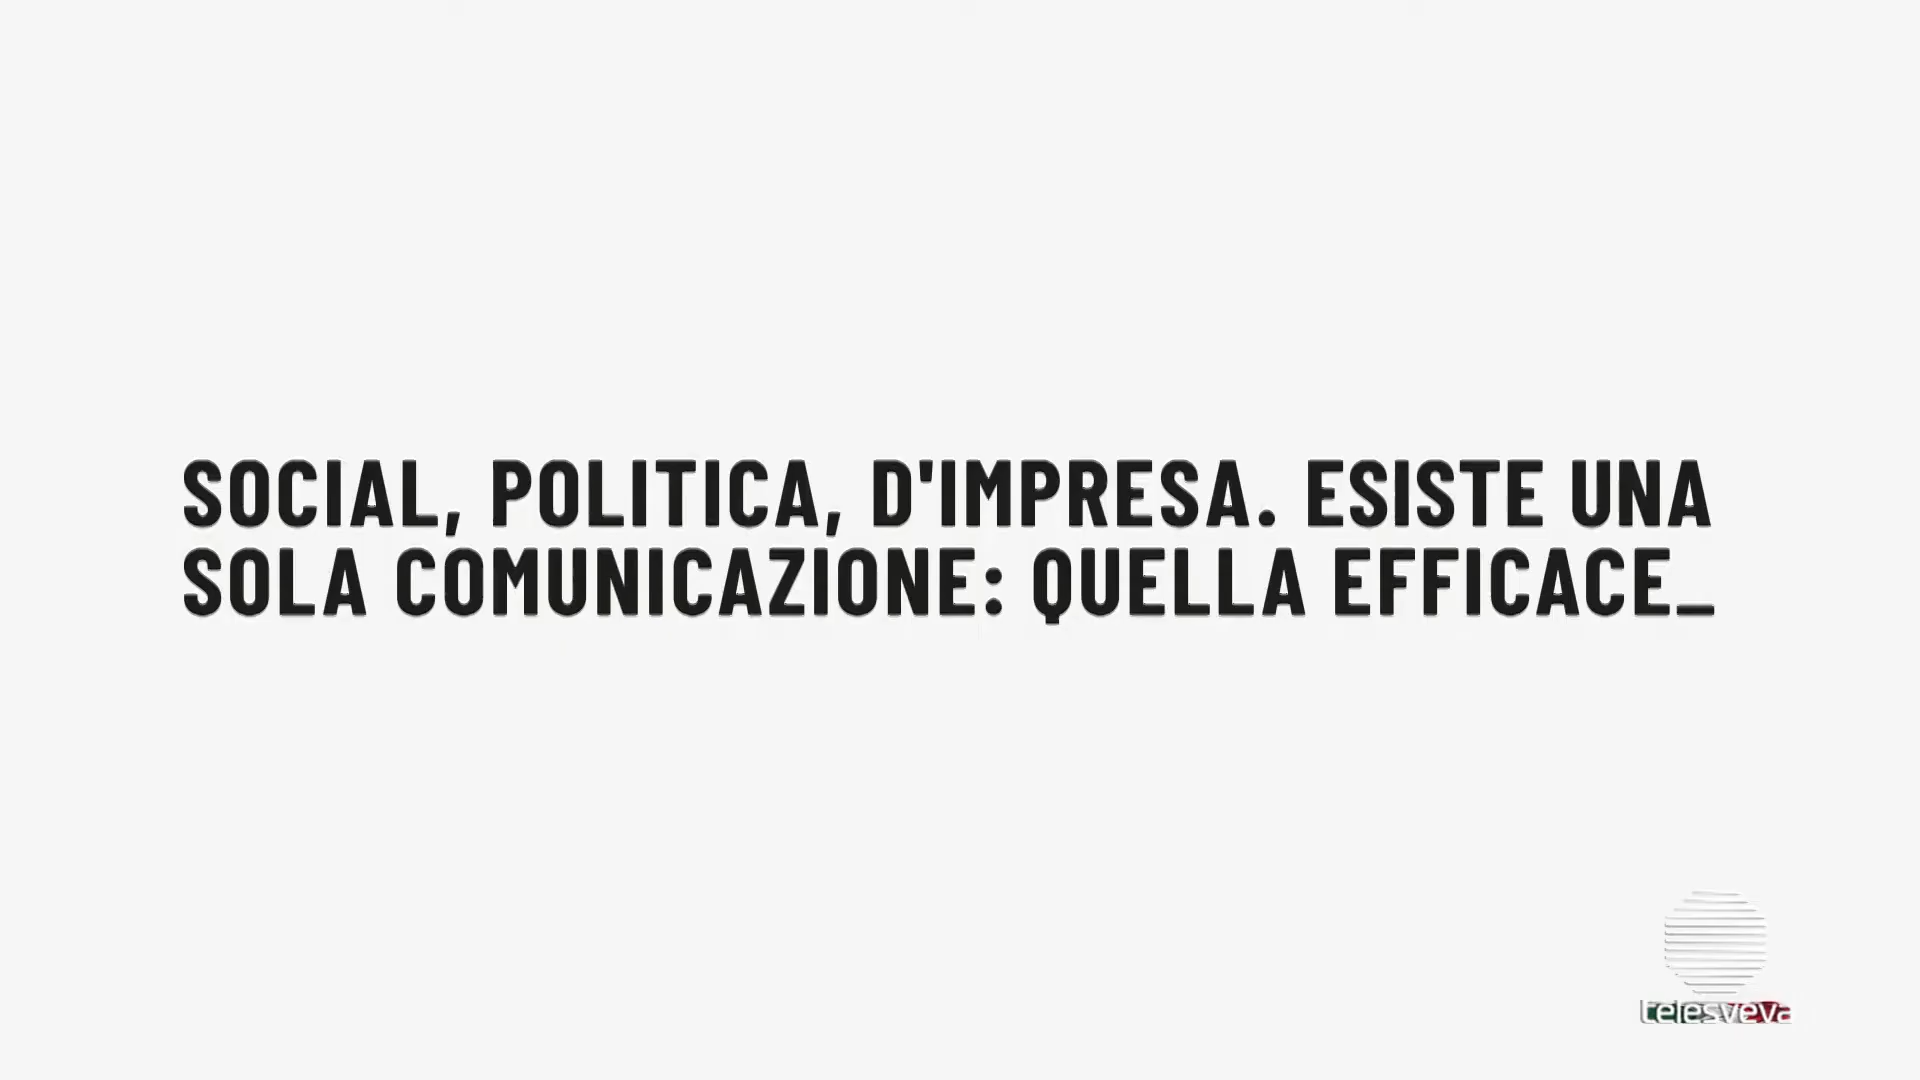 SOCIAL, POLITICA, D'IMPRESA. ESISTE UNA
SOLA COMUNICAZIONE: QUELLA EFFICACE_
telesveva